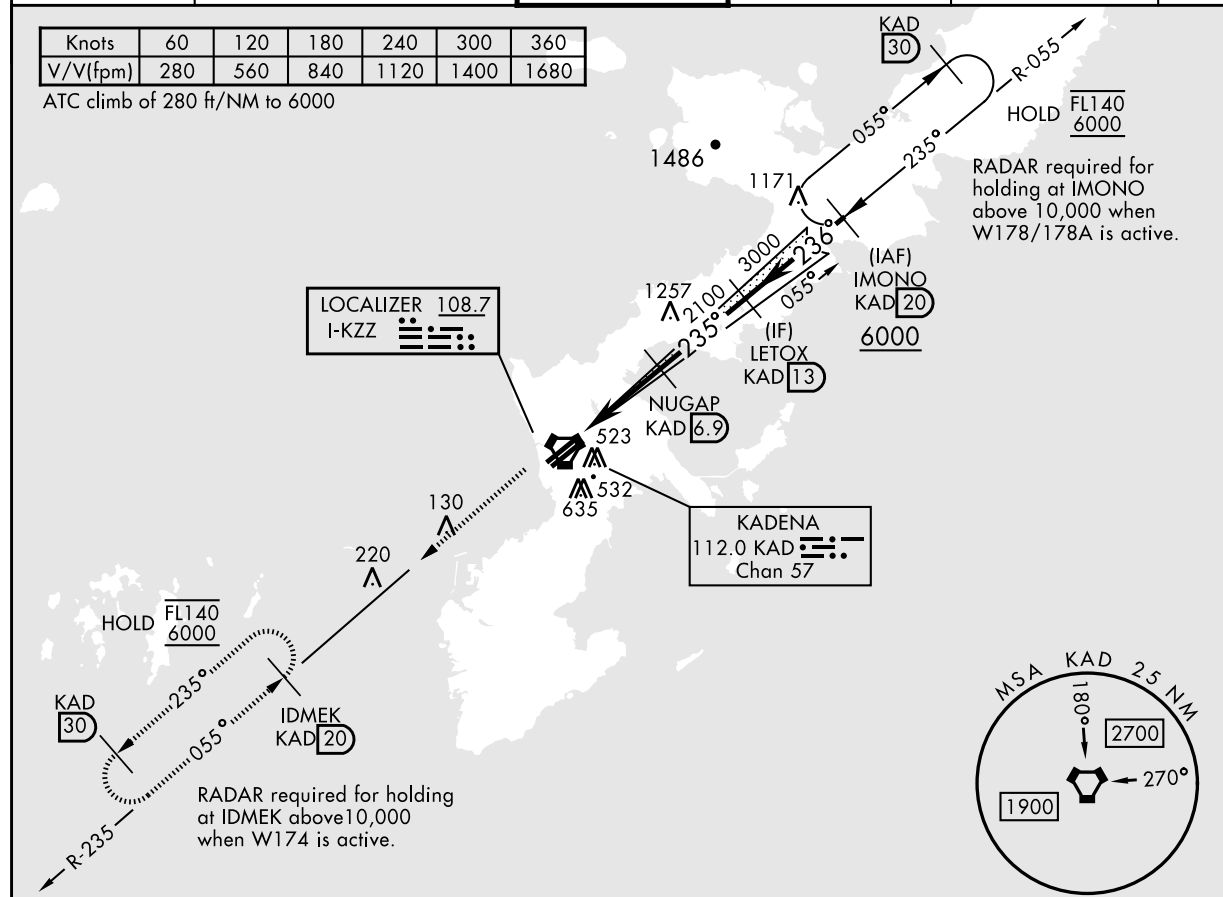 Knots 60 120 180 240 300 360
V/V(fpm) 280 560 840 1120 1400 1680
ATC climb of 280 ft/NM to 6000
KAD
30
R-055
HOLD FL140
6000
055°
235°
1486
1171
RADAR required for
holding at IMONO
above 10,000 when
W178/178A is active.
236°
3000
(IAF)
IMONO
KAD 20
6000
055°
1257
2100
235°
(IF)
LETOX
KAD 13
LOCALIZER 108.7
I-KZZ
NUGAP
KAD 6.9
523
532
635
KADENA
112.0 KAD
Chan 57
130
220
HOLD FL140
6000
235°
055°
KAD
30
IDMEK
KAD 20
R-235
RADAR required for holding
at IDMEK above10,000
when W174 is active.
MSA KAD 25 NM
180°
2700
270°
1900